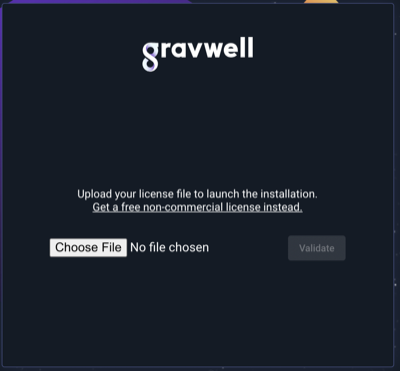 gravwell
Upload your license file to launch the installation.
Get a free non-commercial license instead.
Choose File No file chosen Validate